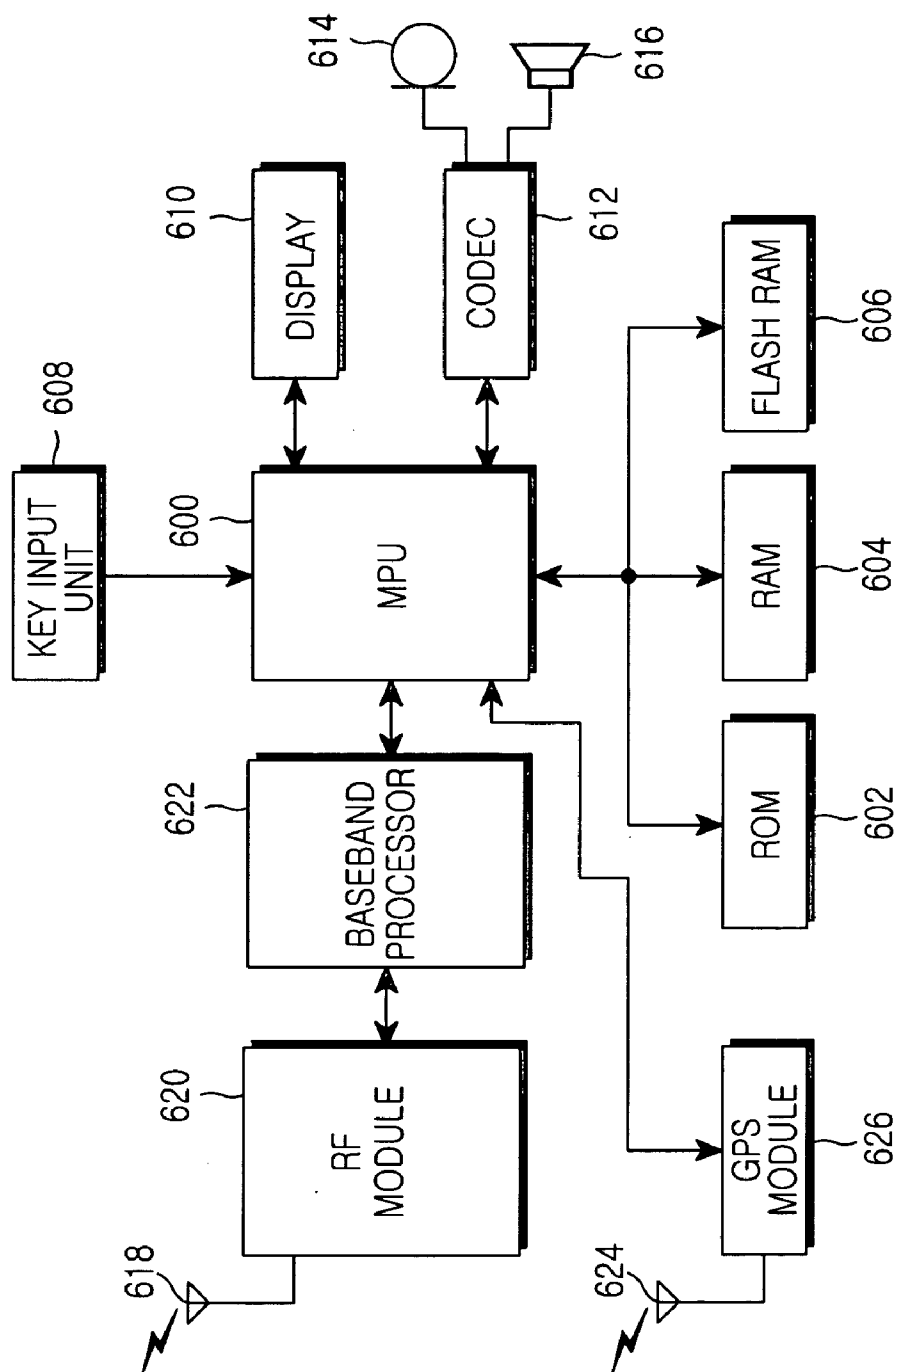 614
616
610
DISPLAY
CODEC
612
608
KEY INPUT
UNIT
600
MPU
FLASH RAM
606
RAM
604
622
BASEBAND
PROCESSOR
ROM
602
620
RF
MODULE
GPS
MODULE
626
618
624